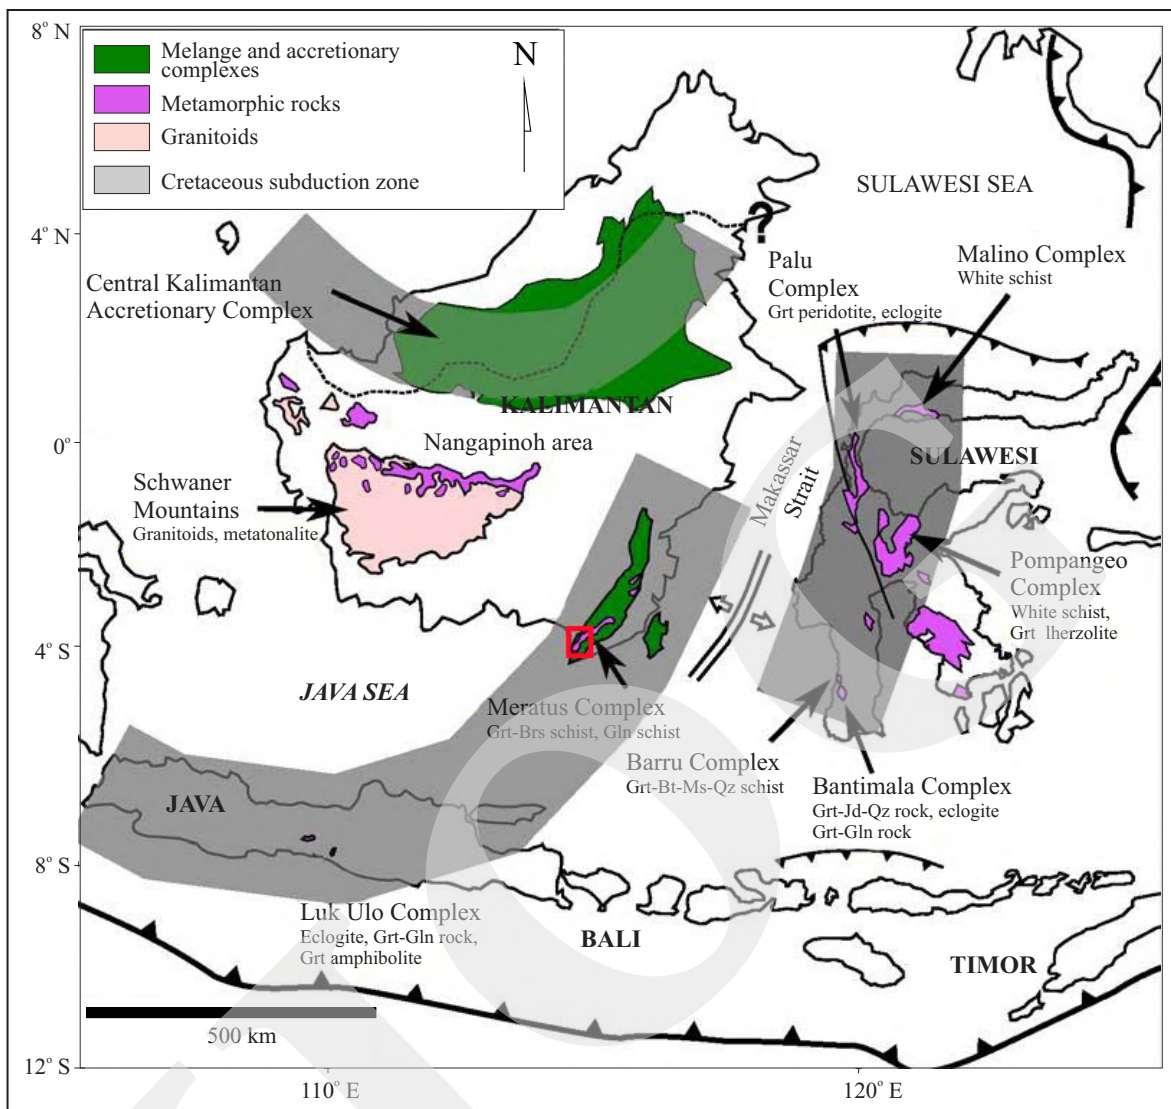 8° N
Melange and accretionary
complexes
Metamorphic rocks
Granitoids
Cretaceous subduction zone
N
SULAWESI SEA
4° N
?
Malino Complex
White schist
Palu
Complex
Grt peridotite, eclogite
Central Kalimantan
Accretionary Complex
KALIMANTAN
0°
Nangapinoh area
SULAWESI
Makassar
Strait
Schwaner
Mountains
Granitoids, metatonalite
Pompangeo
Complex
White schist,
Grt lherzolite
4° S
JAVA SEA
Meratus Complex
Grt-Brs schist, Gln schist
Barru Complex
Grt-Bt-Ms-Qz schist
Bantimala Complex
Grt-Jd-Qz rock, eclogite
Grt-Gln rock
JAVA
8° S
Luk Ulo Complex
Eclogite, Grt-Gln rock,
Grt amphibolite
BALI
TIMOR
500 km
12° S
110° E
120° E